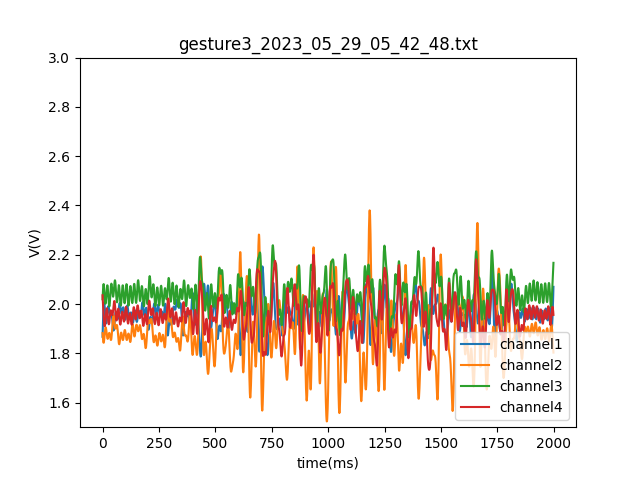 gesture3_2023_05_29_05_42_48.txt
3.0
2.8
2.6
2.4
2.2
2.0
1.8
1.6
V(V)
channel1
channel2
channel3
channel4
0 250 500 750 1000 1250 1500 1750 2000
time(ms)